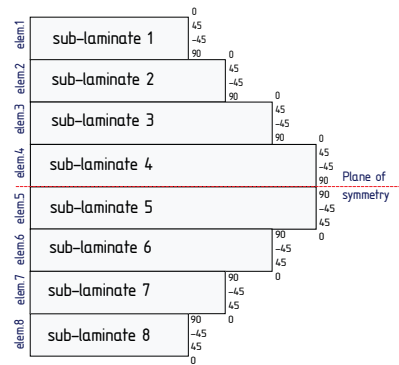 0
elem.1
sub-laminate 1
45
-45
90
0
elem.2
sub-laminate 2
45
-45
90
0
elem.3
sub-laminate 3
45
-45
90
0
elem.4
sub-laminate 4
45
-45
90
Plane of
symmetry
elem.5
sub-laminate 5
90
-45
45
0
elem.6
sub-laminate 6
90
-45
45
0
elem.7
sub-laminate 7
90
-45
45
0
elem.8
sub-laminate 8
90
-45
45
0